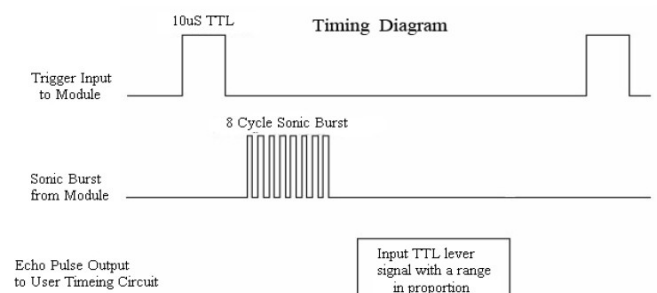 10uS TTL
Timing Diagram
Trigger Input
to Module
8 Cycle Sonic Burst
Sonic Burst
from Module
Echo Pulse Output
to User Timeing Circuit
Input TTL lever
signal with a range
in proportion